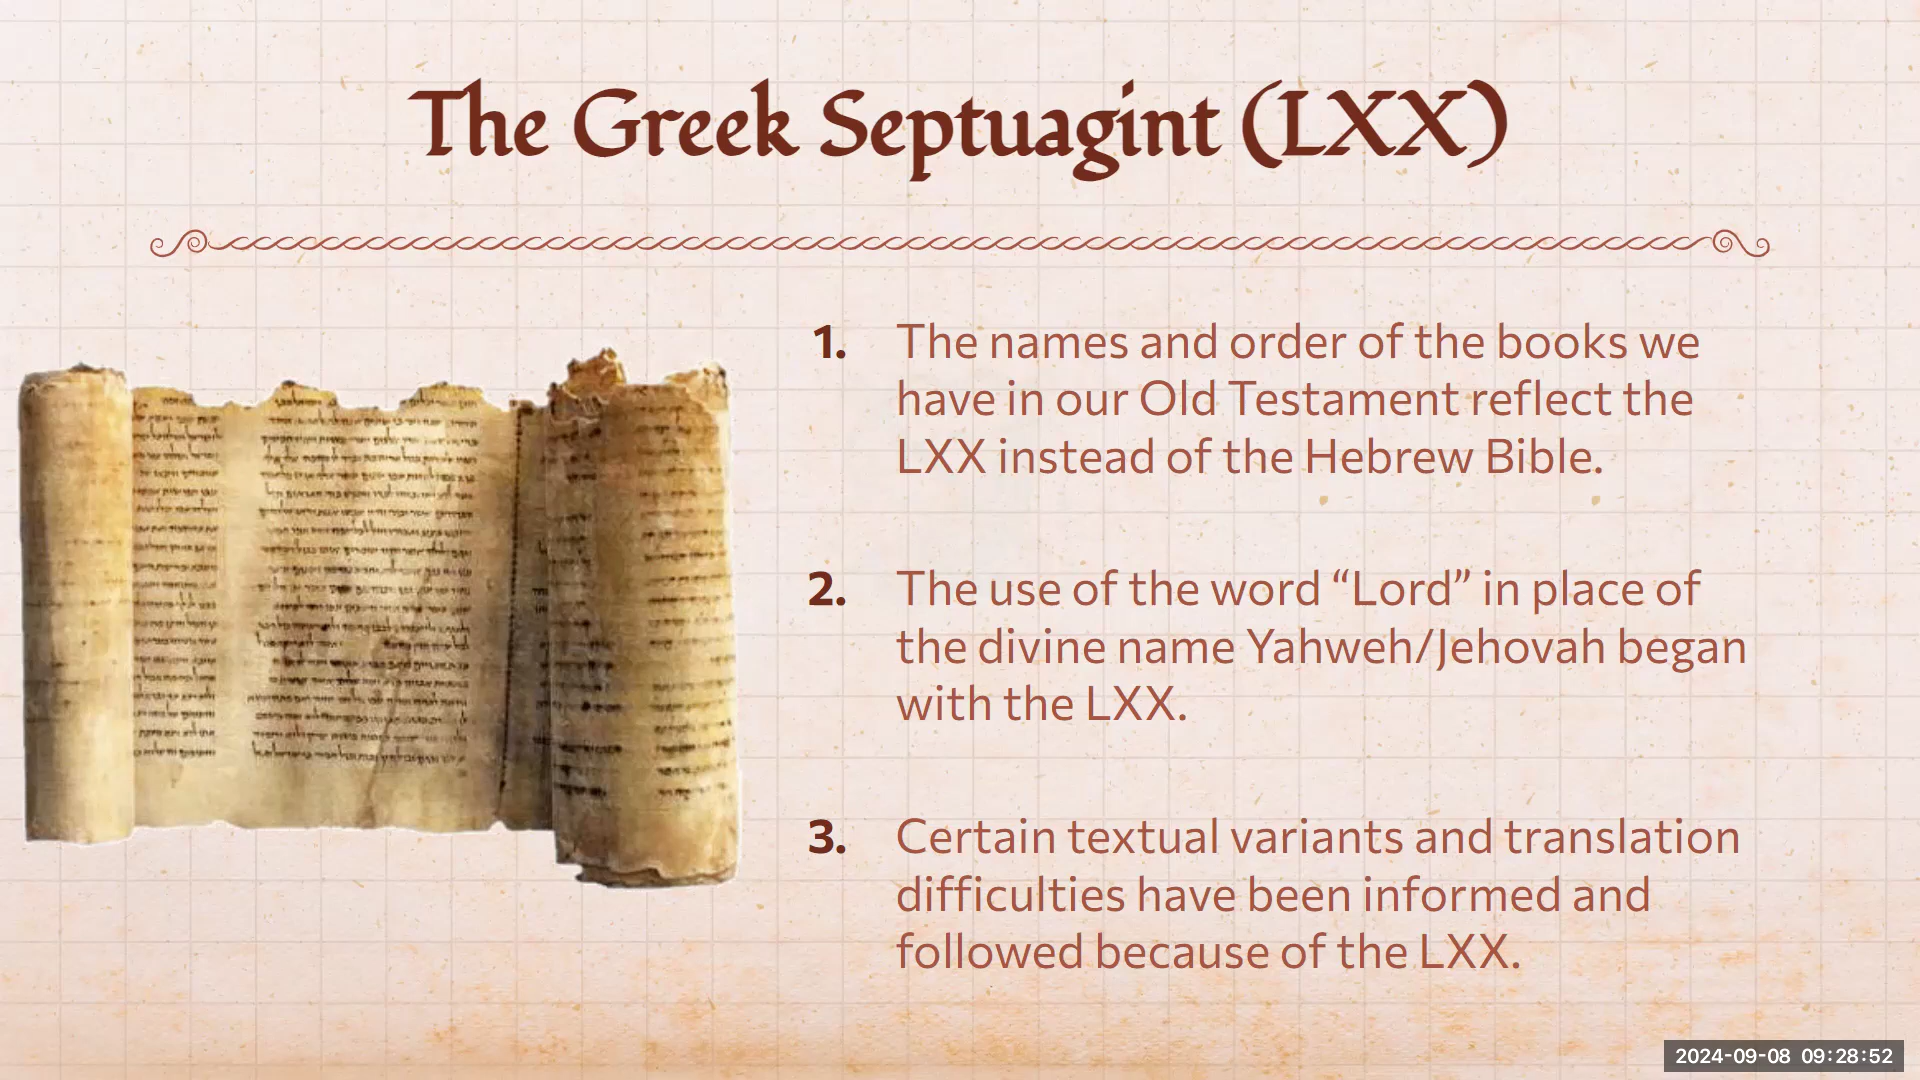 The Greek Septuagint (LXX)
1. The names and order of the books we
have in our Old Testament reflect the
LXX instead of the Hebrew Bible.
2. The use of the word “Lord” in place of
the divine name Yahweh/Jehovah began
with the LXX.
3. Certain textual variants and translation
difficulties have been informed and
followed because of the LXX.
2024-09-08 09:28:52